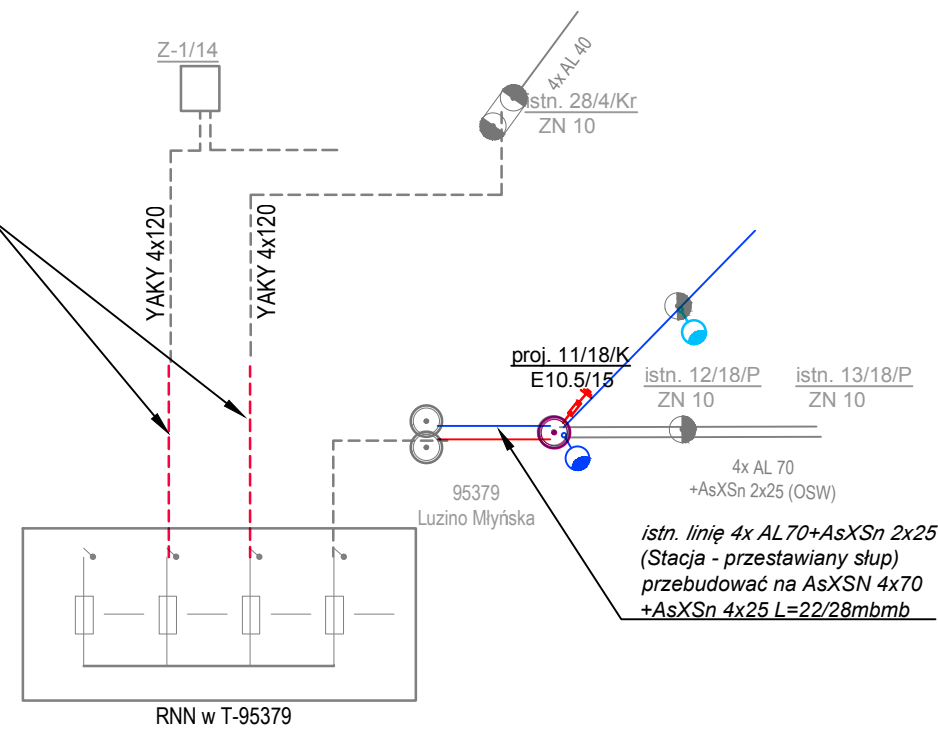 Z-1/14
4x AL 40
istn. 28/4/Kr
ZN 10
YAKY 4x120
YAKY 4x120
proj. 11/18/K
E10.5/15
istn. 12/18/P
ZN 10
istn. 13/18/P
ZN 10
4x AL 70
+AsXSn 2x25 (OSW)
95379
Luzino Młyńska
istn. linię 4x AL70+AsXSn 2x25
(Stacja - przestawiany słup)
przebudować na AsXSN 4x70
+AsXSn 4x25 L=22/28mbmb
RNN w T-95379